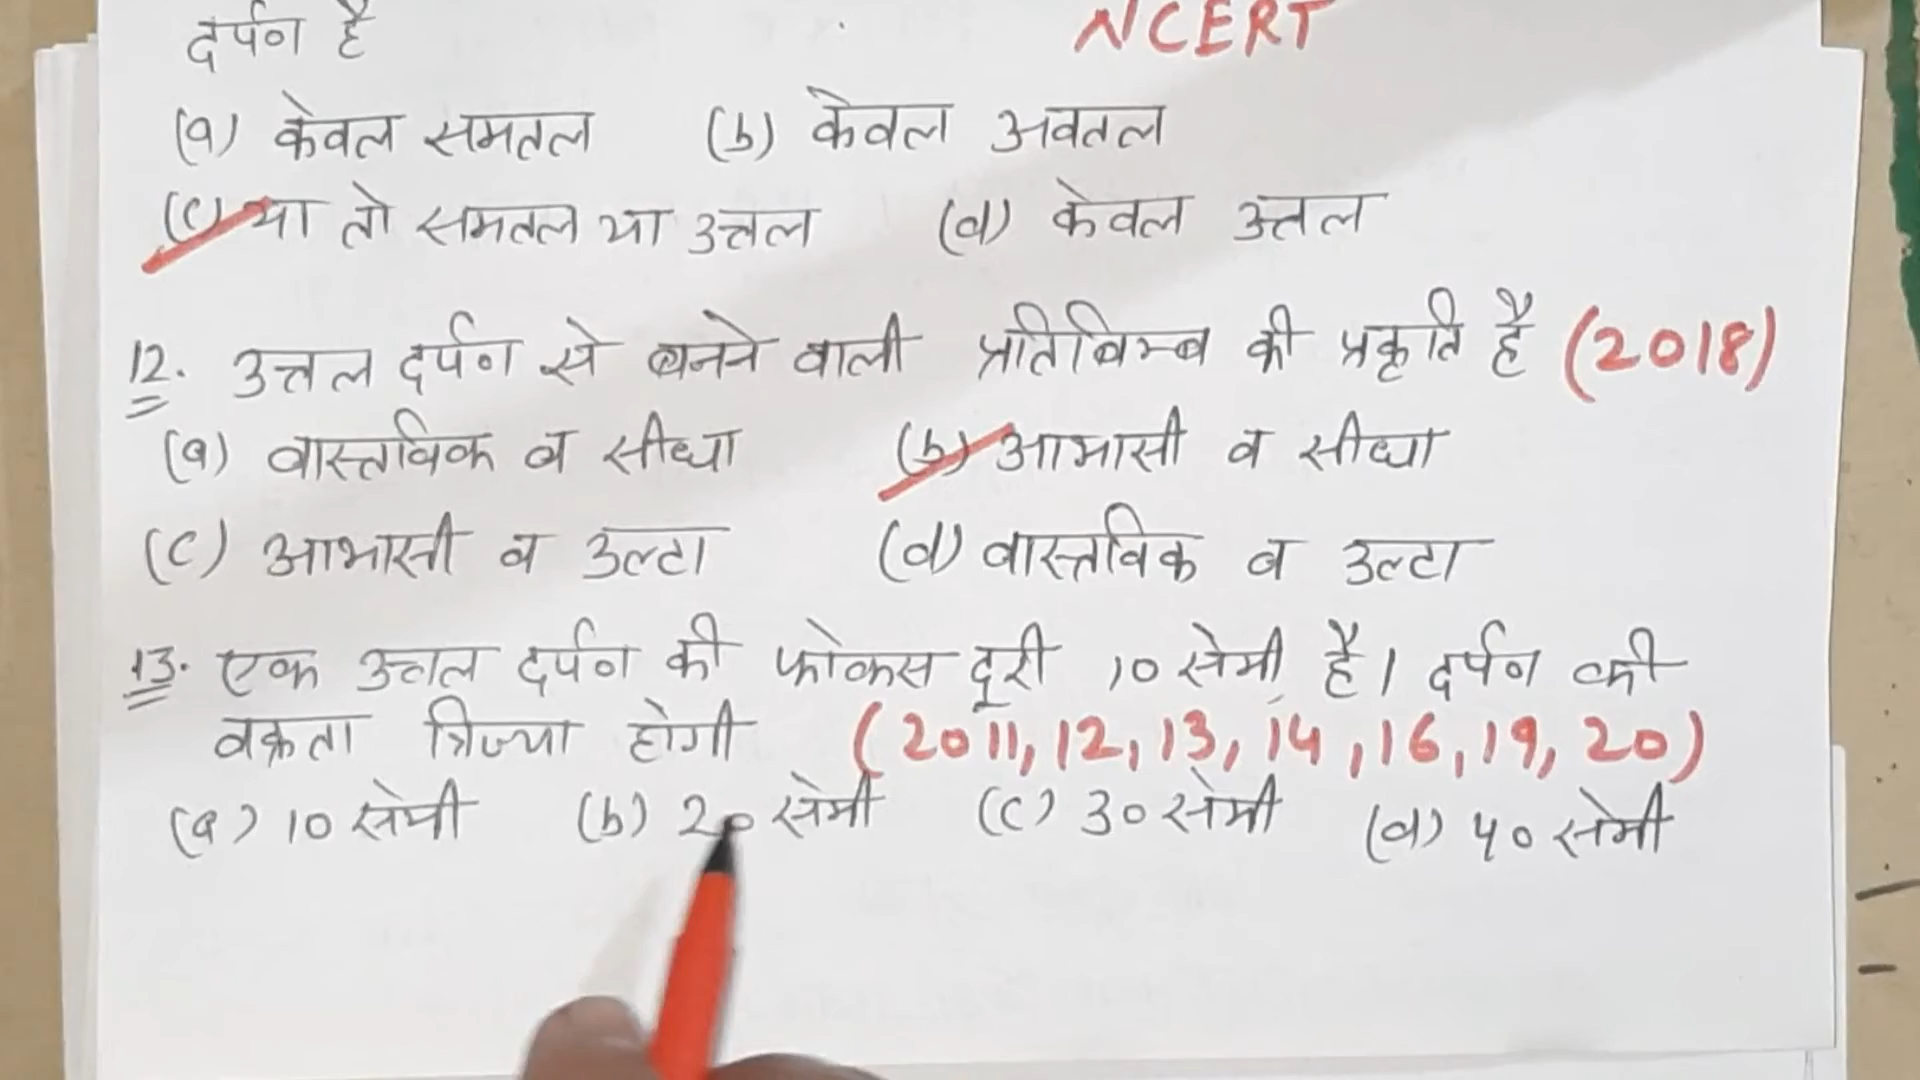 दर्पण है NCERT
(a) केवल समतल (b) केवल अवतल
(c) या तो समतल या उत्तल (d) केवल उत्तल
12. उत्तल दर्पण से बनने वाली प्रतिबिम्ब की प्रकृति है (2018)
(a) वास्तविक व सीधा (b) आभासी व सीधा
(c) आभासी व उल्टा (d) वास्तविक व उल्टा
13. एक उत्तल दर्पण की फोकस दूरी 10 सेमी है। दर्पण की
वक्रता त्रिज्या होगी (2011, 12, 13, 14, 16, 19, 20)
(a) 10 सेमी (b) 20 सेमी (c) 30 सेमी (d) 40 सेमी